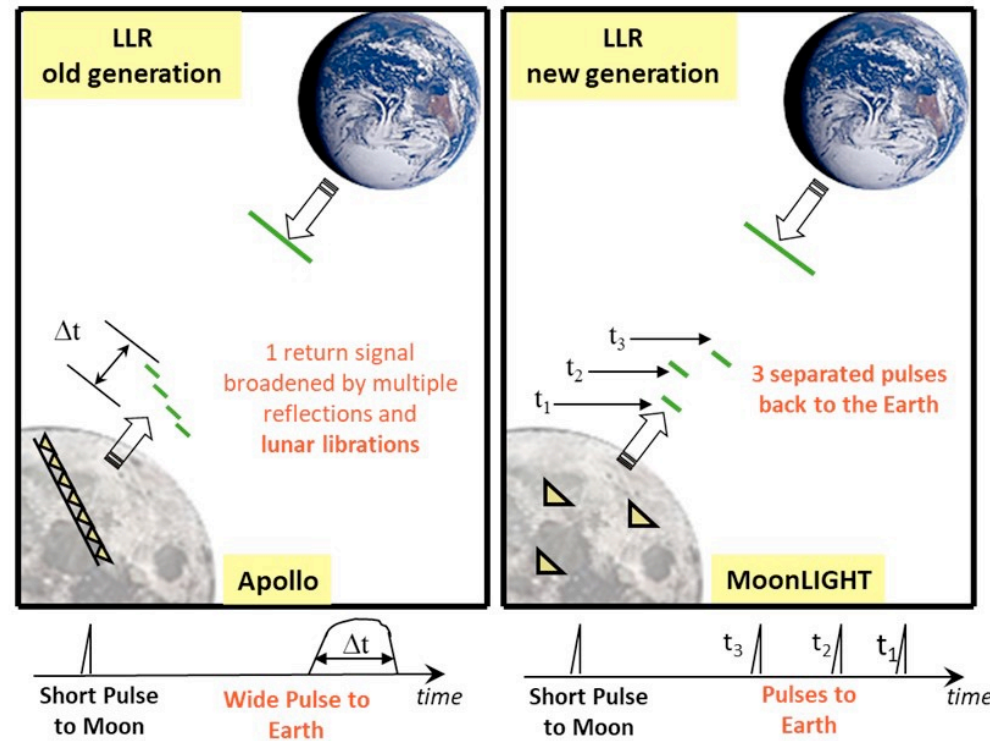 LLR
old generation
Δt
1 return signal
broadened by multiple
reflections and
lunar librations
Apollo
Δt
time
Short Pulse
to Moon
Wide Pulse to
Earth
LLR
new generation
t3
t2
t1
3 separated pulses
back to the Earth
MoonLIGHT
t3
t2
t1
time
Short Pulse
to Moon
Pulses to
Earth